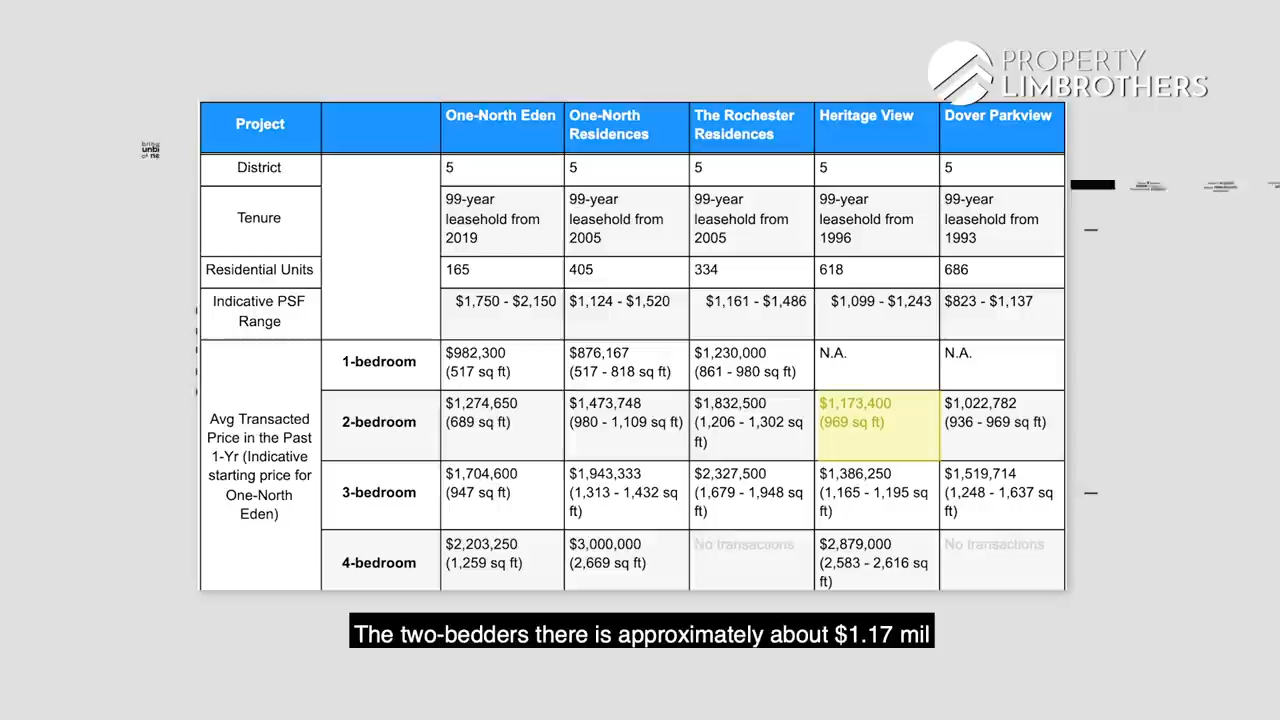 PROPERTY
LIMBROTHERS
Project
One-North Eden
One-North
Residences
The Rochester
Residences
Heritage View
Dover Parkview
District
5
5
5
5
5
Tenure
99-year
leasehold from
2019
99-year
leasehold from
2005
99-year
leasehold from
2005
99-year
leasehold from
1996
99-year
leasehold from
1993
Residential Units
165
405
334
618
686
Indicative PSF
Range
$1,750 - $2,150
$1,124 - $1,520
$1,161 - $1,486
$1,099 - $1,243
$823 - $1,137
Avg Transacted
Price in the Past
1-Yr (Indicative
starting price for
One-North
Eden)
1-bedroom
$982,300
(517 sq ft)
$876,167
(517 - 818 sq ft)
$1,230,000
(861 - 980 sq ft)
N.A.
N.A.
2-bedroom
$1,274,650
(689 sq ft)
$1,473,748
(980 - 1,109 sq ft)
$1,832,500
(1,206 - 1,302 sq
ft)
$1,173,400
(969 sq ft)
$1,022,782
(936 - 969 sq ft)
3-bedroom
$1,704,600
(947 sq ft)
$1,943,333
(1,313 - 1,432 sq
ft)
$2,327,500
(1,679 - 1,948 sq
ft)
$1,386,250
(1,165 - 1,195 sq
ft)
$1,519,714
(1,248 - 1,637 sq
ft)
4-bedroom
$2,203,250
(1,259 sq ft)
$3,000,000
(2,669 sq ft)
No transactions
$2,879,000
(2,583 - 2,616 sq
ft)
No transactions
The two-bedders there is approximately about $1.17 mil